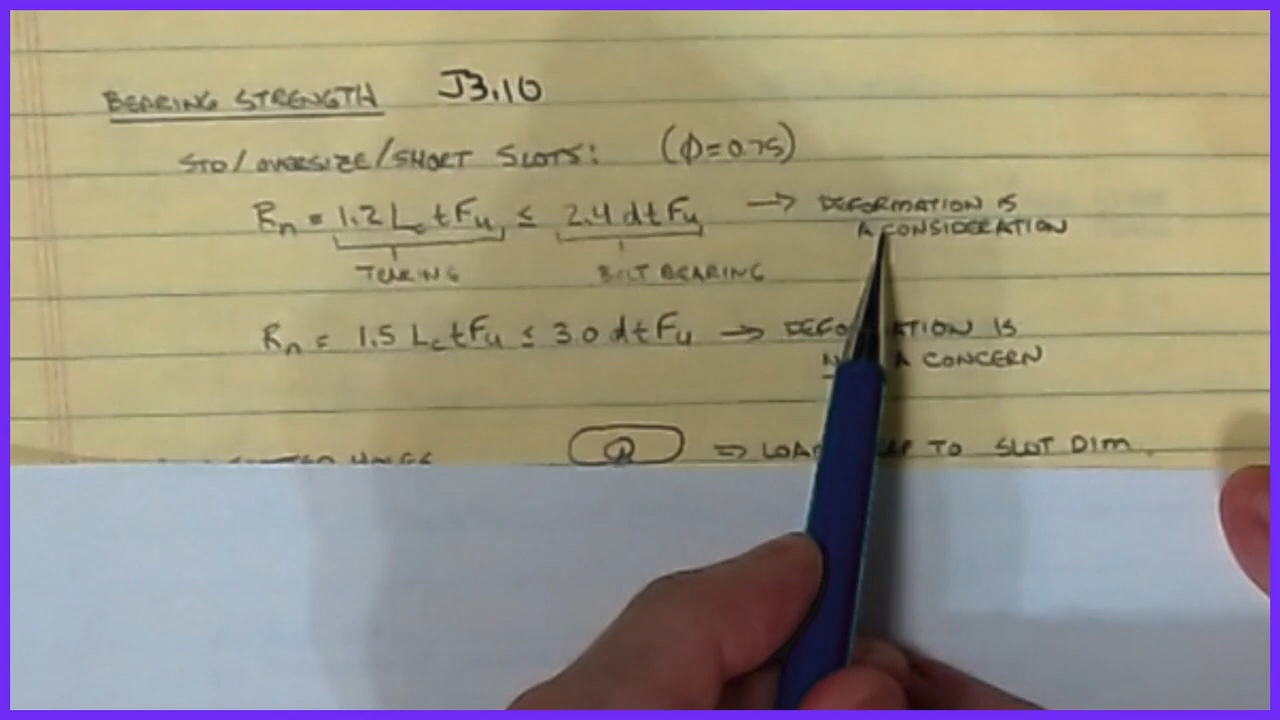 BEARING STRENGTH J3.10
STD/OVERSIZE/SHORT SLOTS: (Φ=0.75)
Rn = 1.2 Lc t Fu ≤ 2.4 d t Fu → DEFORMATION IS
A CONSIDERATION
TEARING BOLT BEARING
Rn = 1.5 Lc t Fu ≤ 3.0 d t Fu → IS
A CONCERN
⇒ TO SLOT DIM.